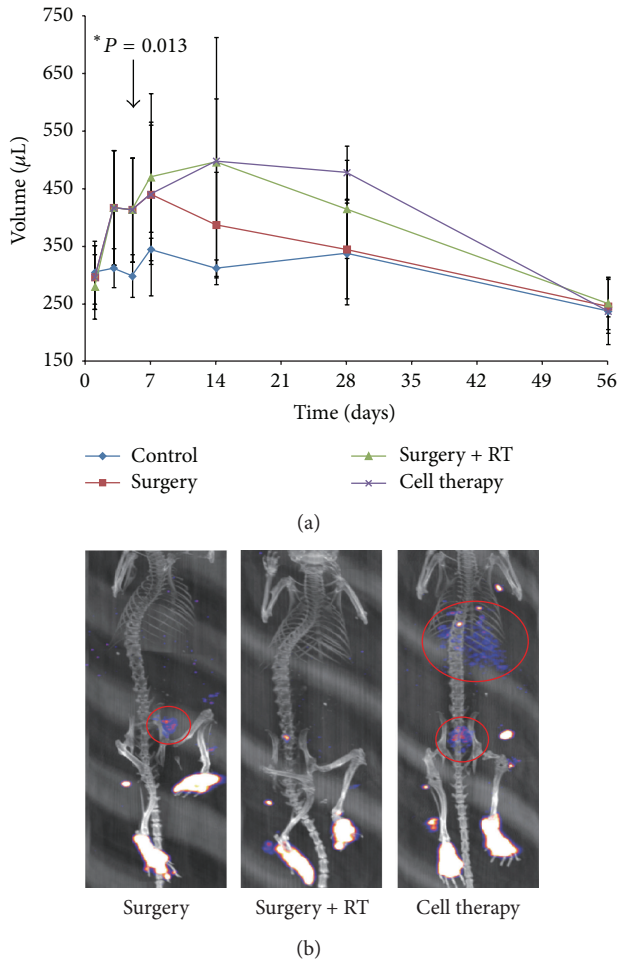 750
650
550
450
350
250
150
Volume (μL)
*P = 0.013
0 7 14 21 28 35 42 49 56
Time (days)
Control
Surgery
Surgery + RT
Cell therapy
(a)
Surgery
Surgery + RT
Cell therapy
(b)